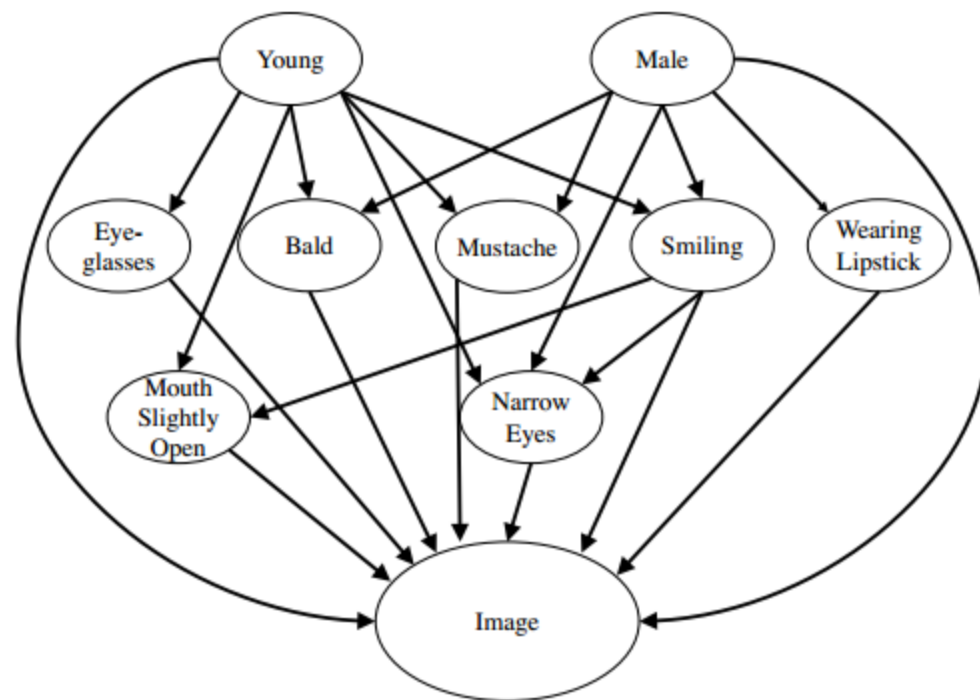 Young
Male
Eye-
glasses
Bald
Mustache
Smiling
Wearing
Lipstick
Mouth
Slightly
Open
Narrow
Eyes
Image